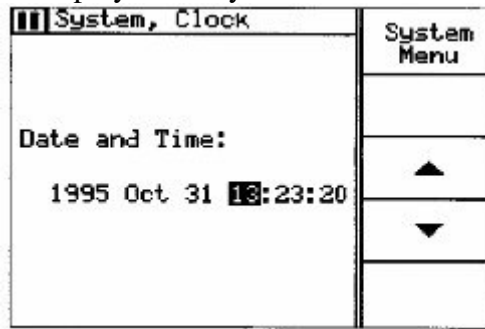 System, Clock
System
Menu
Date and Time:
1995 Oct 31 13:23:20